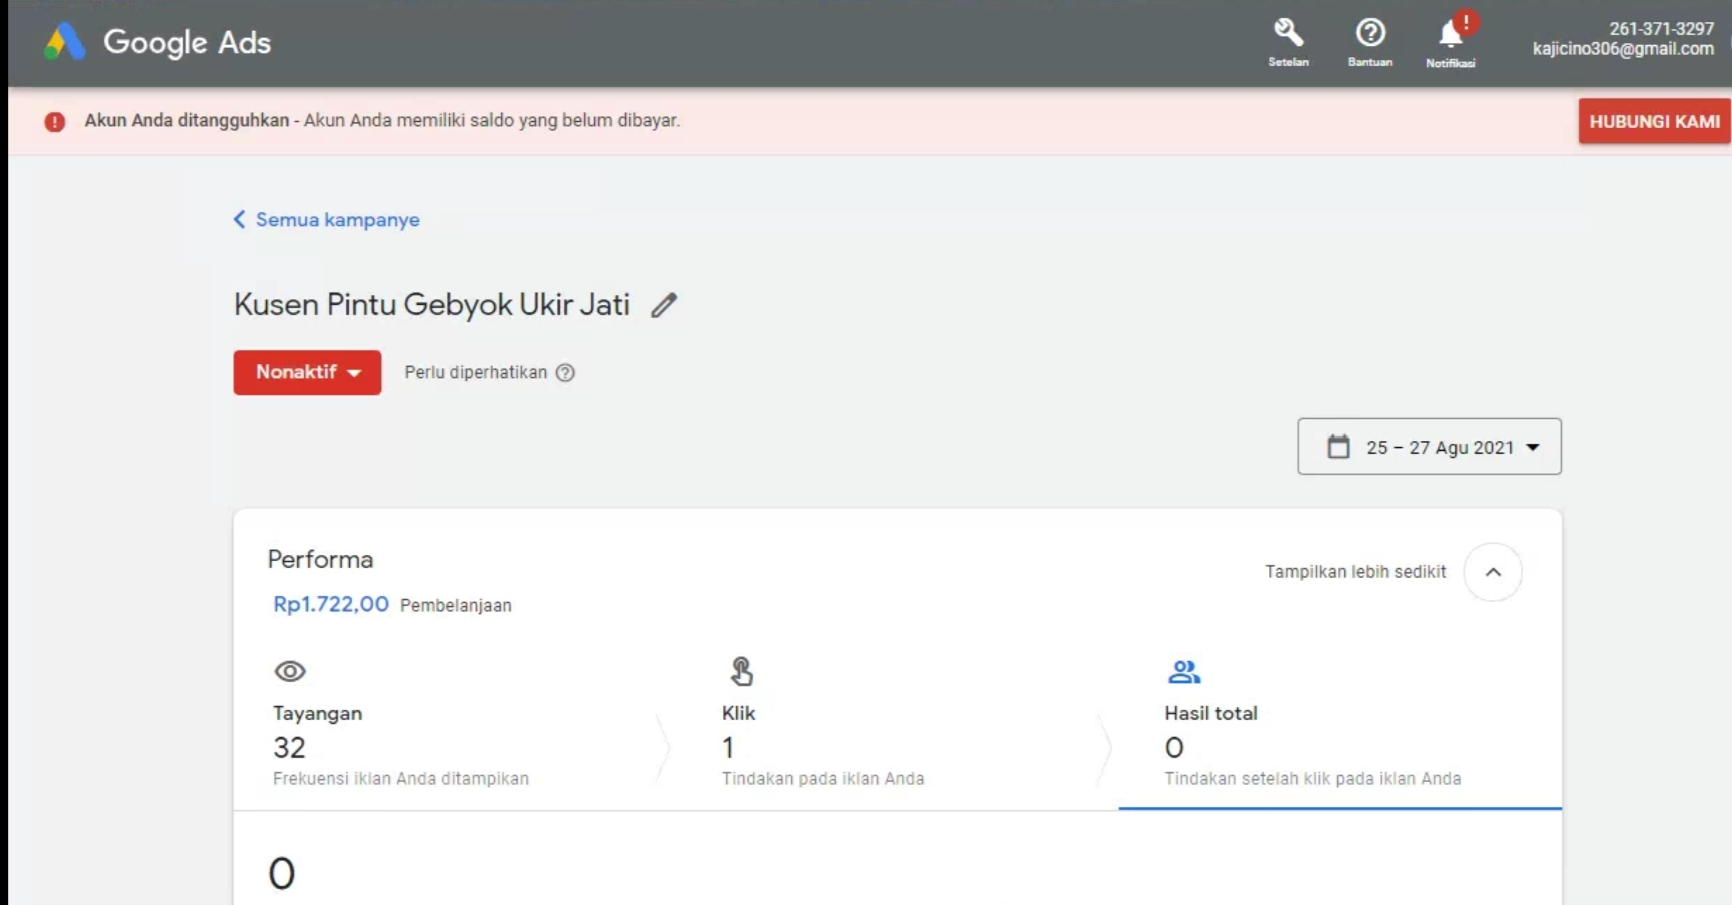 Google Ads
Setelan
Bantuan
Notifikasi
261-371-3297
kajicino306@gmail.com
Akun Anda ditangguhkan - Akun Anda memiliki saldo yang belum dibayar.
HUBUNGI KAMI
Semua kampanye
Kusen Pintu Gebyok Ukir Jati
Nonaktif
Perlu diperhatikan
25 – 27 Agu 2021
Performa
Tampilkan lebih sedikit
Rp1.722,00 Pembelanjaan
Tayangan
32
Frekuensi iklan Anda ditampikan
Klik
1
Tindakan pada iklan Anda
Hasil total
0
Tindakan setelah klik pada iklan Anda
0